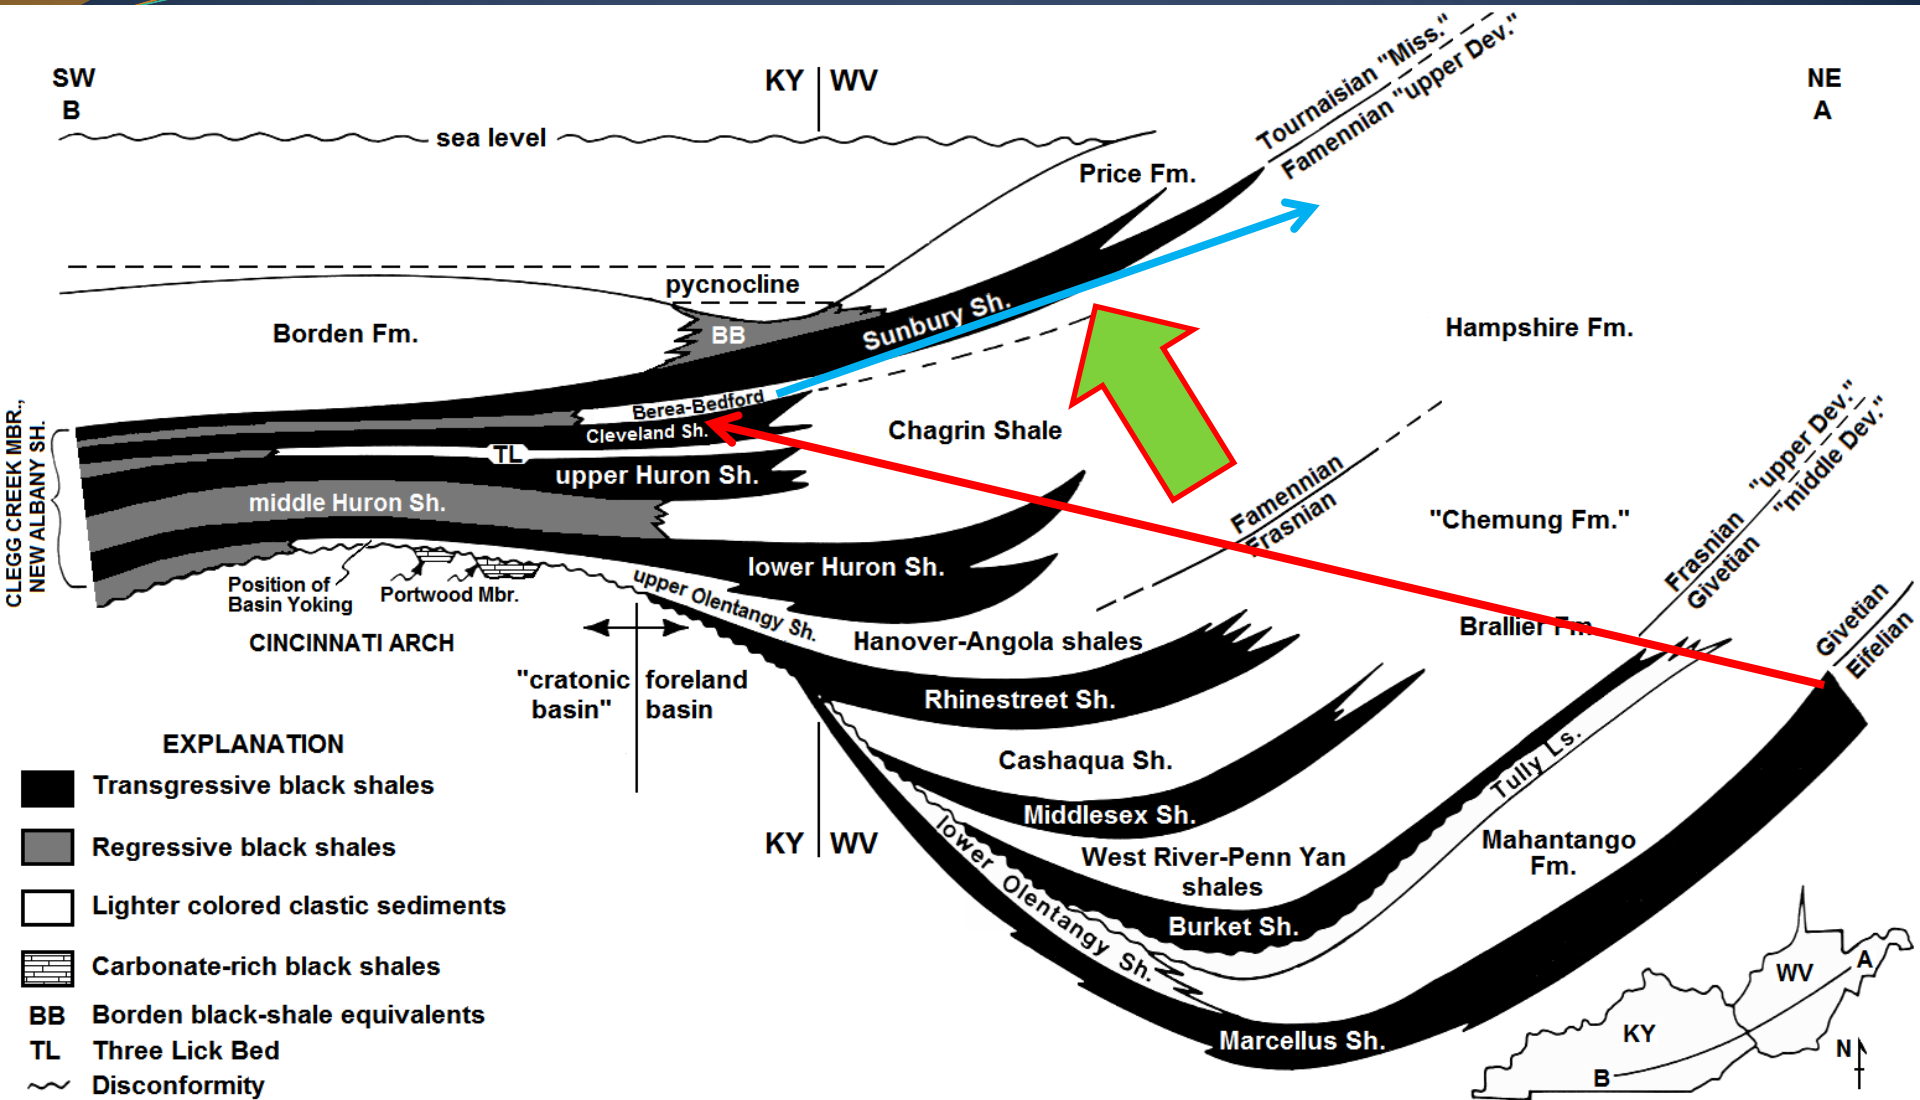 SW
B
KY WV
NE
A
sea level
Tournaisian "Miss."
Famennian "upper Dev."
Price Fm.
pycnocline
BB
Borden Fm.
Sunbury Sh.
Hampshire Fm.
Berea-Bedford
Cleveland Sh.
TL
upper Huron Sh.
middle Huron Sh.
Chagrin Shale
CLEGG CREEK MBR.,
NEW ALBANY SH.
Famennian
Frasnian
"Chemung Fm."
"upper Dev."
"middle Dev."
Frasnian
Givetian
lower Huron Sh.
Position of
Basin Yoking
Portwood Mbr.
upper Olentangy Sh.
CINCINNATI ARCH
Hanover-Angola shales
Brallier Fm.
Givetian
Eifelian
"cratonic
basin"
foreland
basin
Rhinestreet Sh.
Cashaqua Sh.
Middlesex Sh.
Tully Ls.
KY WV
lower Olentangy Sh.
West River-Penn Yan
shales
Burket Sh.
Mahantango
Fm.
Marcellus Sh.
EXPLANATION
Transgressive black shales
Regressive black shales
Lighter colored clastic sediments
Carbonate-rich black shales
BB Borden black-shale equivalents
TL Three Lick Bed
Disconformity
WV
A
KY
B
N